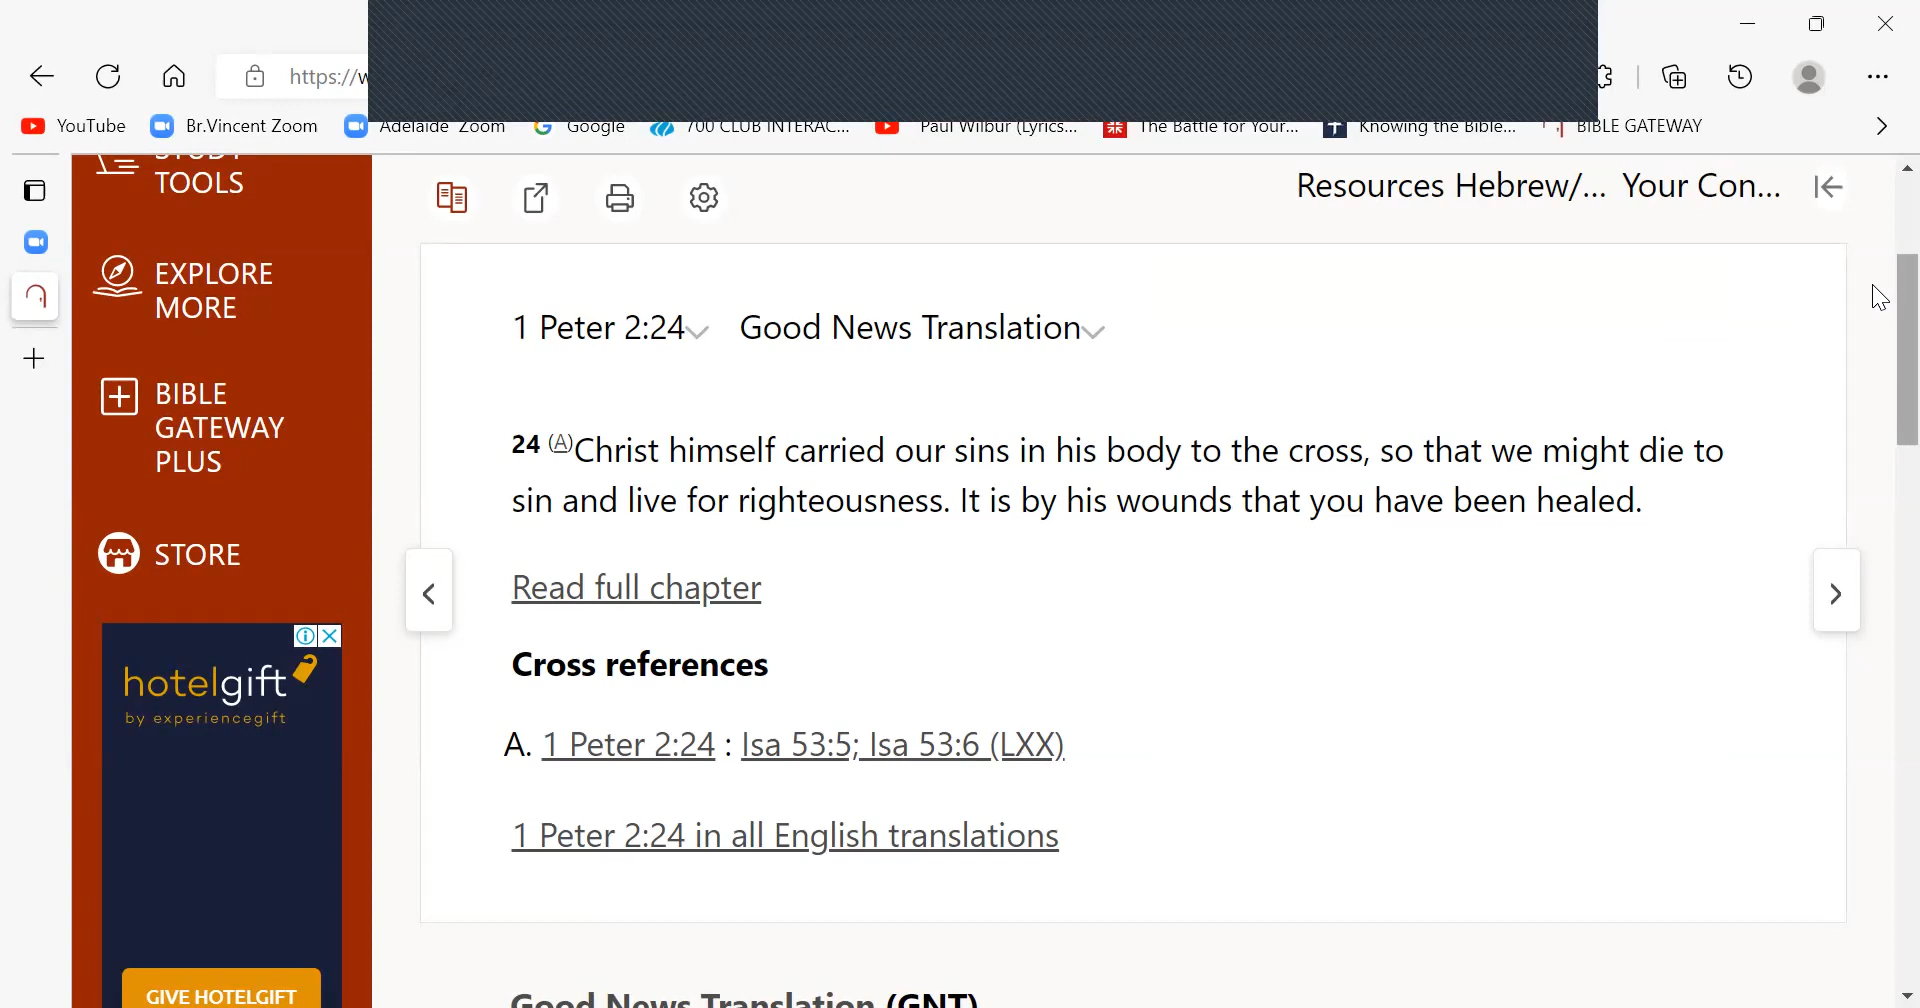 https://w
YouTube Br.Vincent Zoom Adelaide Zoom Google 700 CLUB INTERAC... Paul Wilbur (Lyrics... The Battle for Your... Knowing the Bible... BIBLE GATEWAY
STUDY
TOOLS
EXPLORE
MORE
BIBLE
GATEWAY
PLUS
STORE
hotelgift
by experiencegift
GIVE HOTELGIFT
Resources Hebrew/... Your Con...
1 Peter 2:24 Good News Translation
24 (A)Christ himself carried our sins in his body to the cross, so that we might die to
sin and live for righteousness. It is by his wounds that you have been healed.
Read full chapter
Cross references
A. 1 Peter 2:24 : Isa 53:5; Isa 53:6 (LXX)
1 Peter 2:24 in all English translations
Good News Translation (GNT)